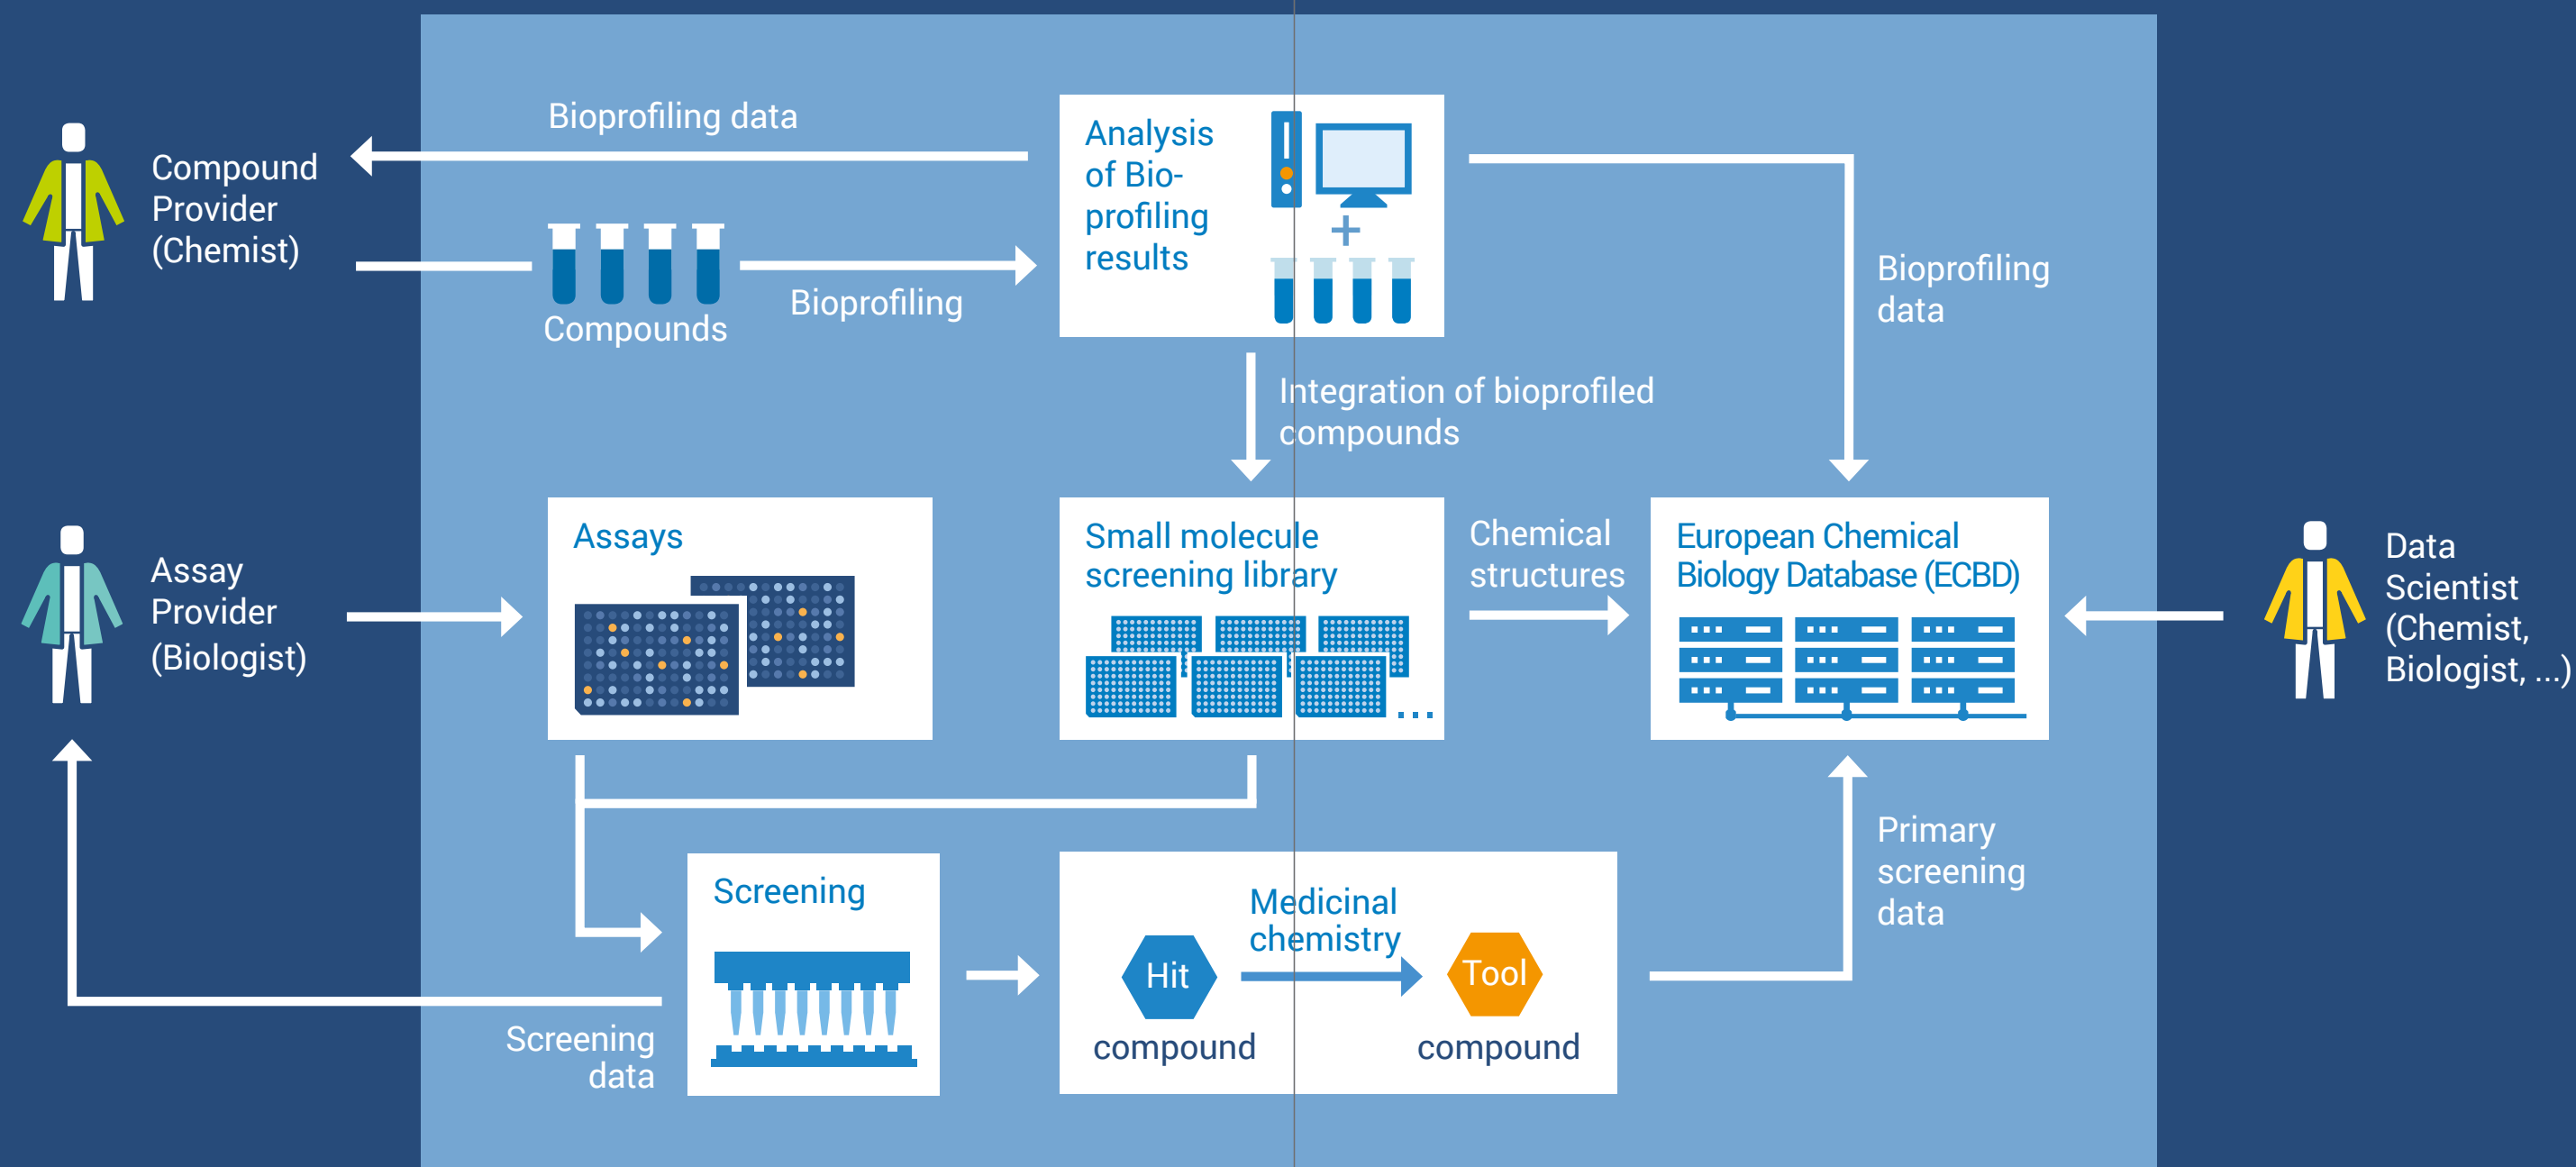 Bioprofiling data
Compound
Provider
(Chemist)
Compounds
Bioprofiling
Analysis
of Bio-
profiling
results
Bioprofiling
data
Integration of bioprofiled
compounds
Assay
Provider
(Biologist)
Assays
Small molecule
screening library
Chemical
structures
European Chemical
Biology Database (ECBD)
Data
Scientist
(Chemist,
Biologist, ...)
Screening
data
Screening
Hit
compound
Medicinal
chemistry
Tool
compound
Primary
screening
data